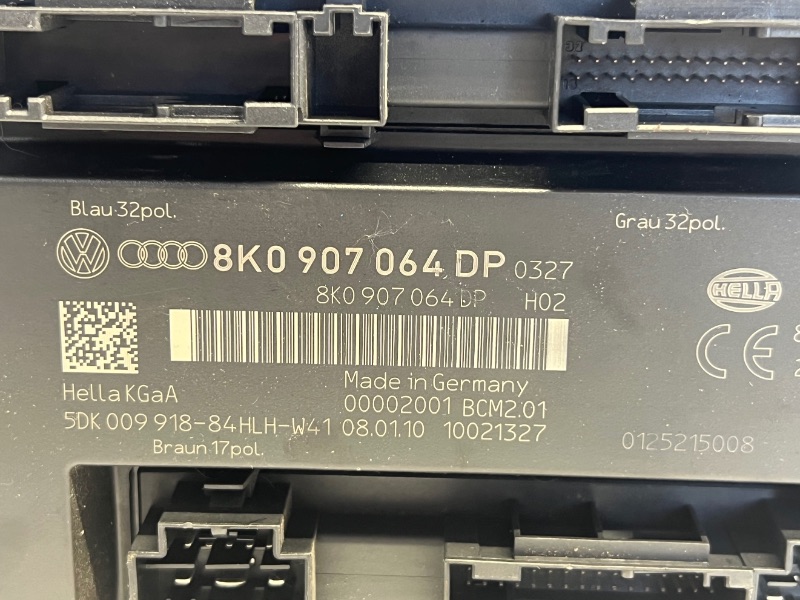 Blau 32pol.
Grau 32pol.
8K0 907 064 DP 0327
8K0 907 064 DP H02
HELLA
CE
Hella KGaA
Made in Germany
00002001 BCM2.01
5DK 009 918-84HLH-W41 08.01.10 10021327
0125215008
Braun 17pol.